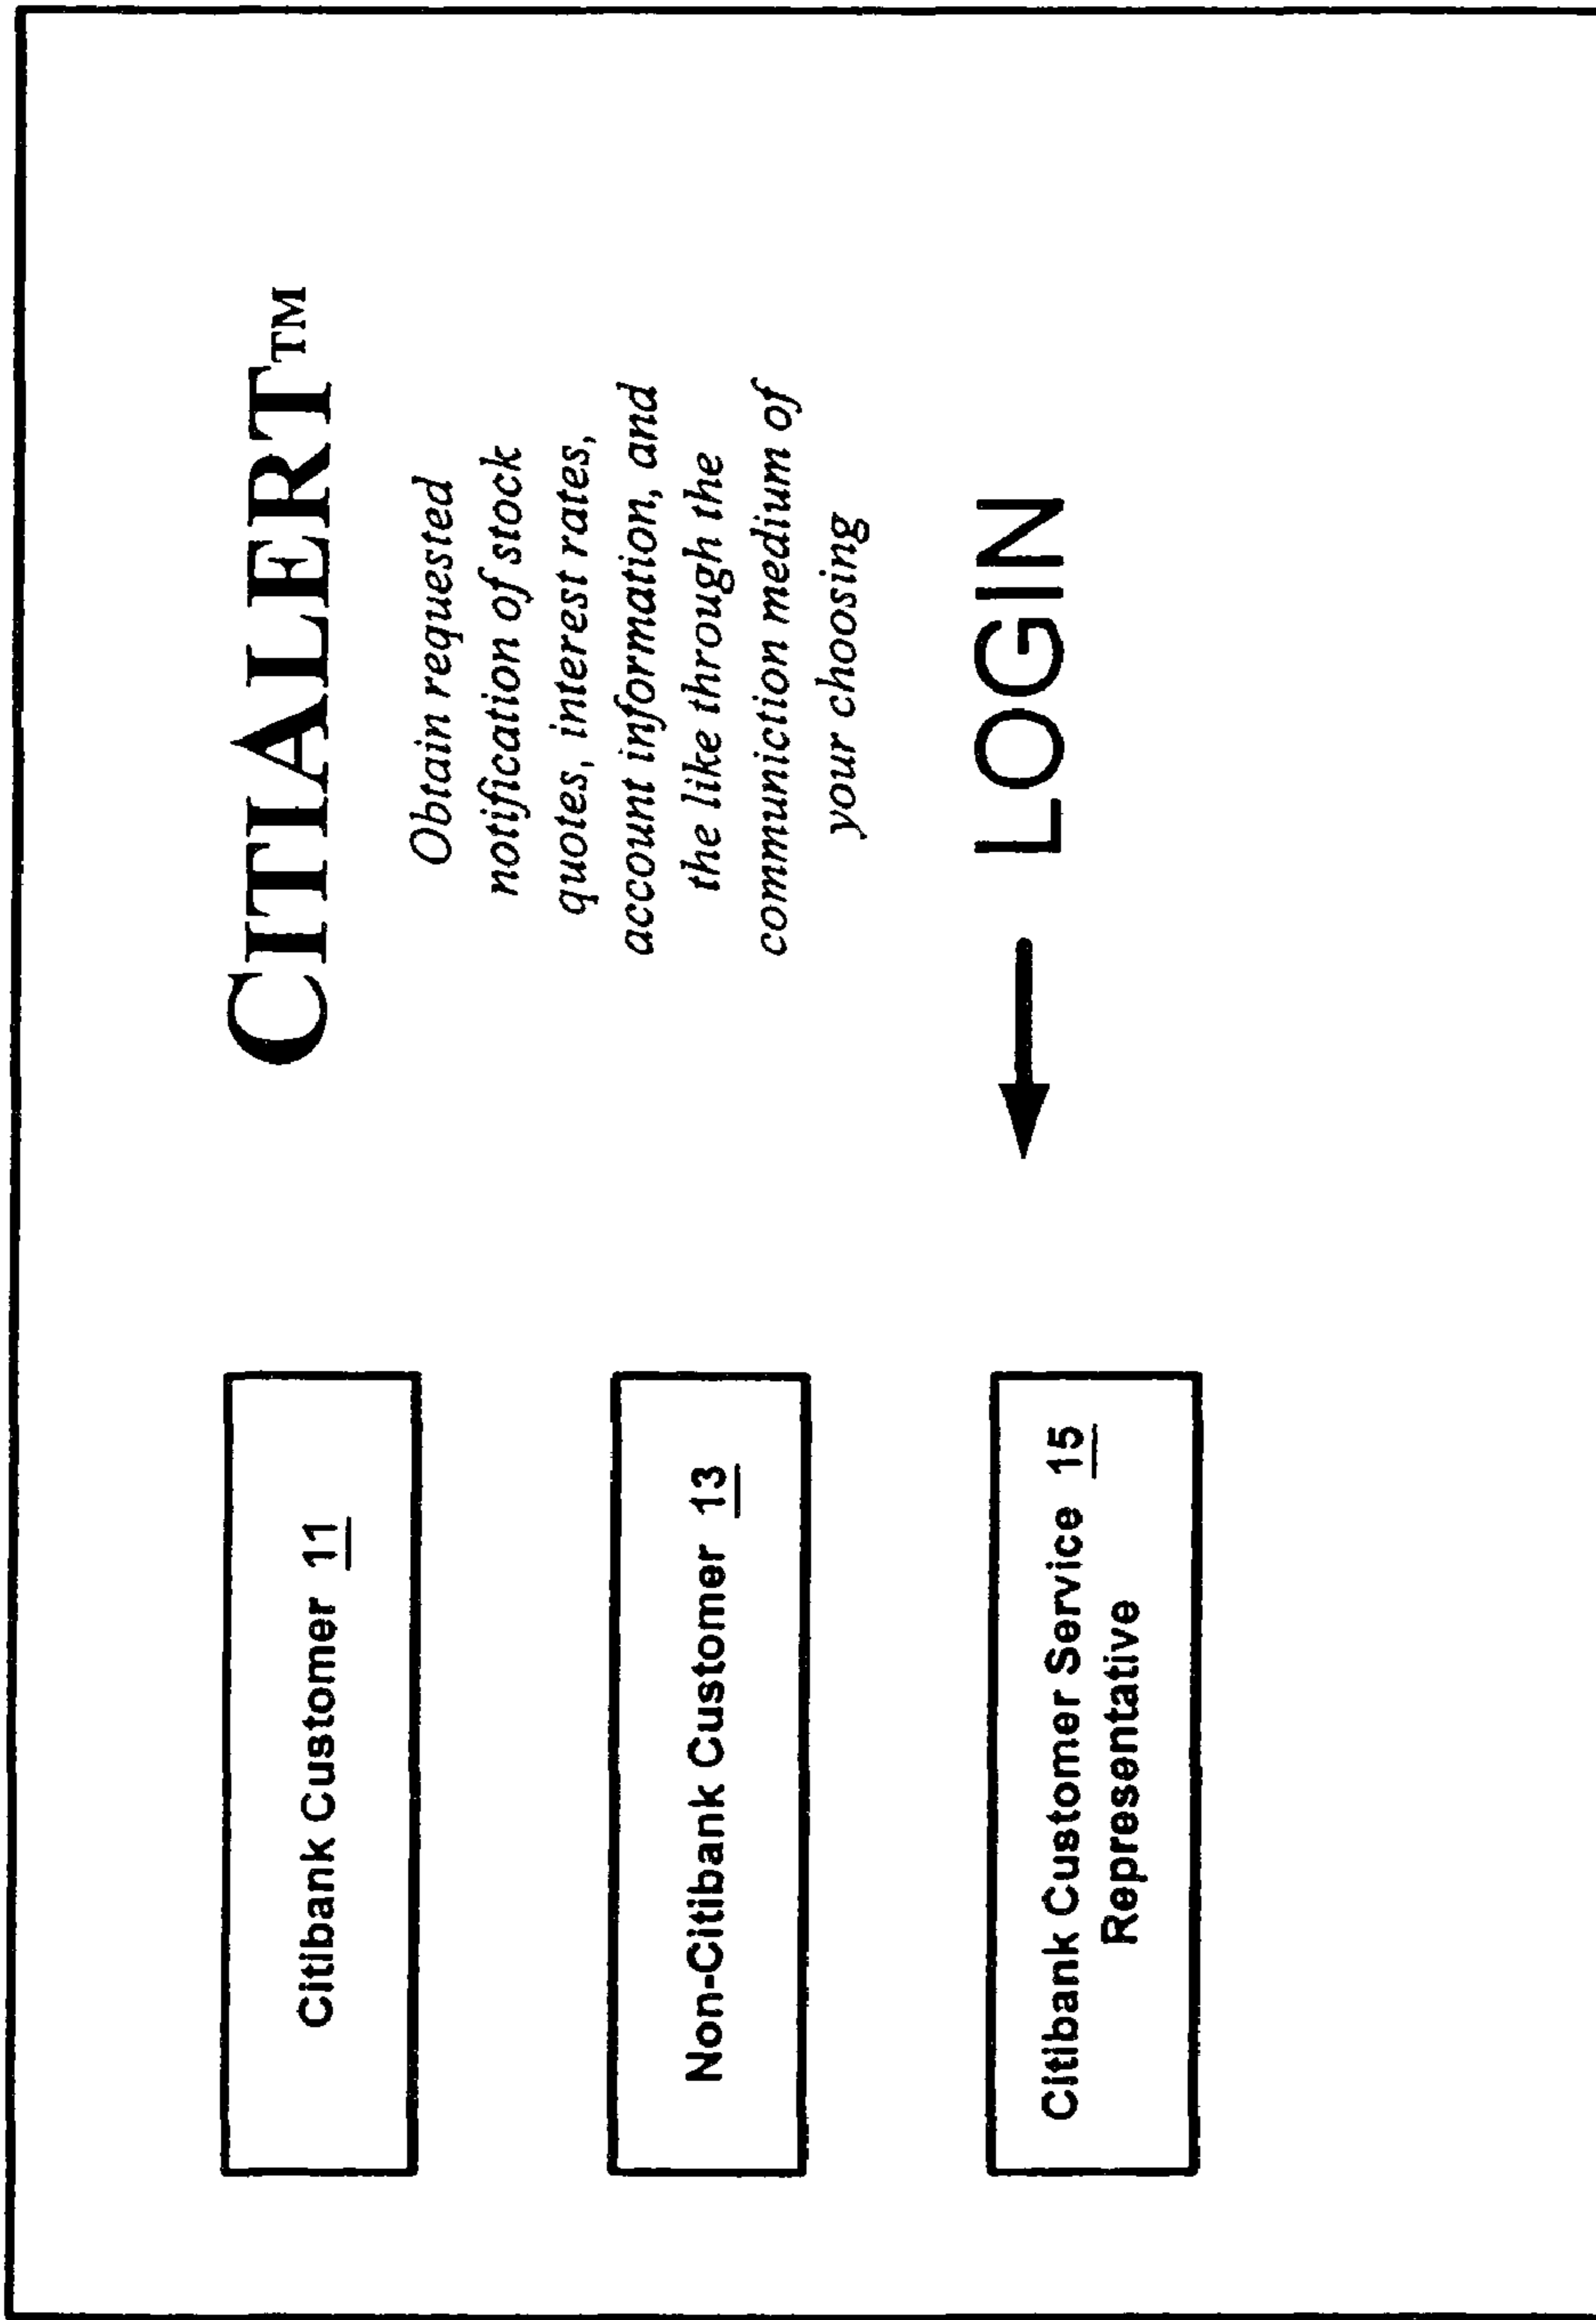 Citibank Customer 11
Non-Citibank Customer 13
Citibank Customer Service 15
Representative
CITIALERT™
Obtain requested
notification of stock
quotes, interest rates,
account information, and
the like through the
communiction medium of
your choosing
LOGIN